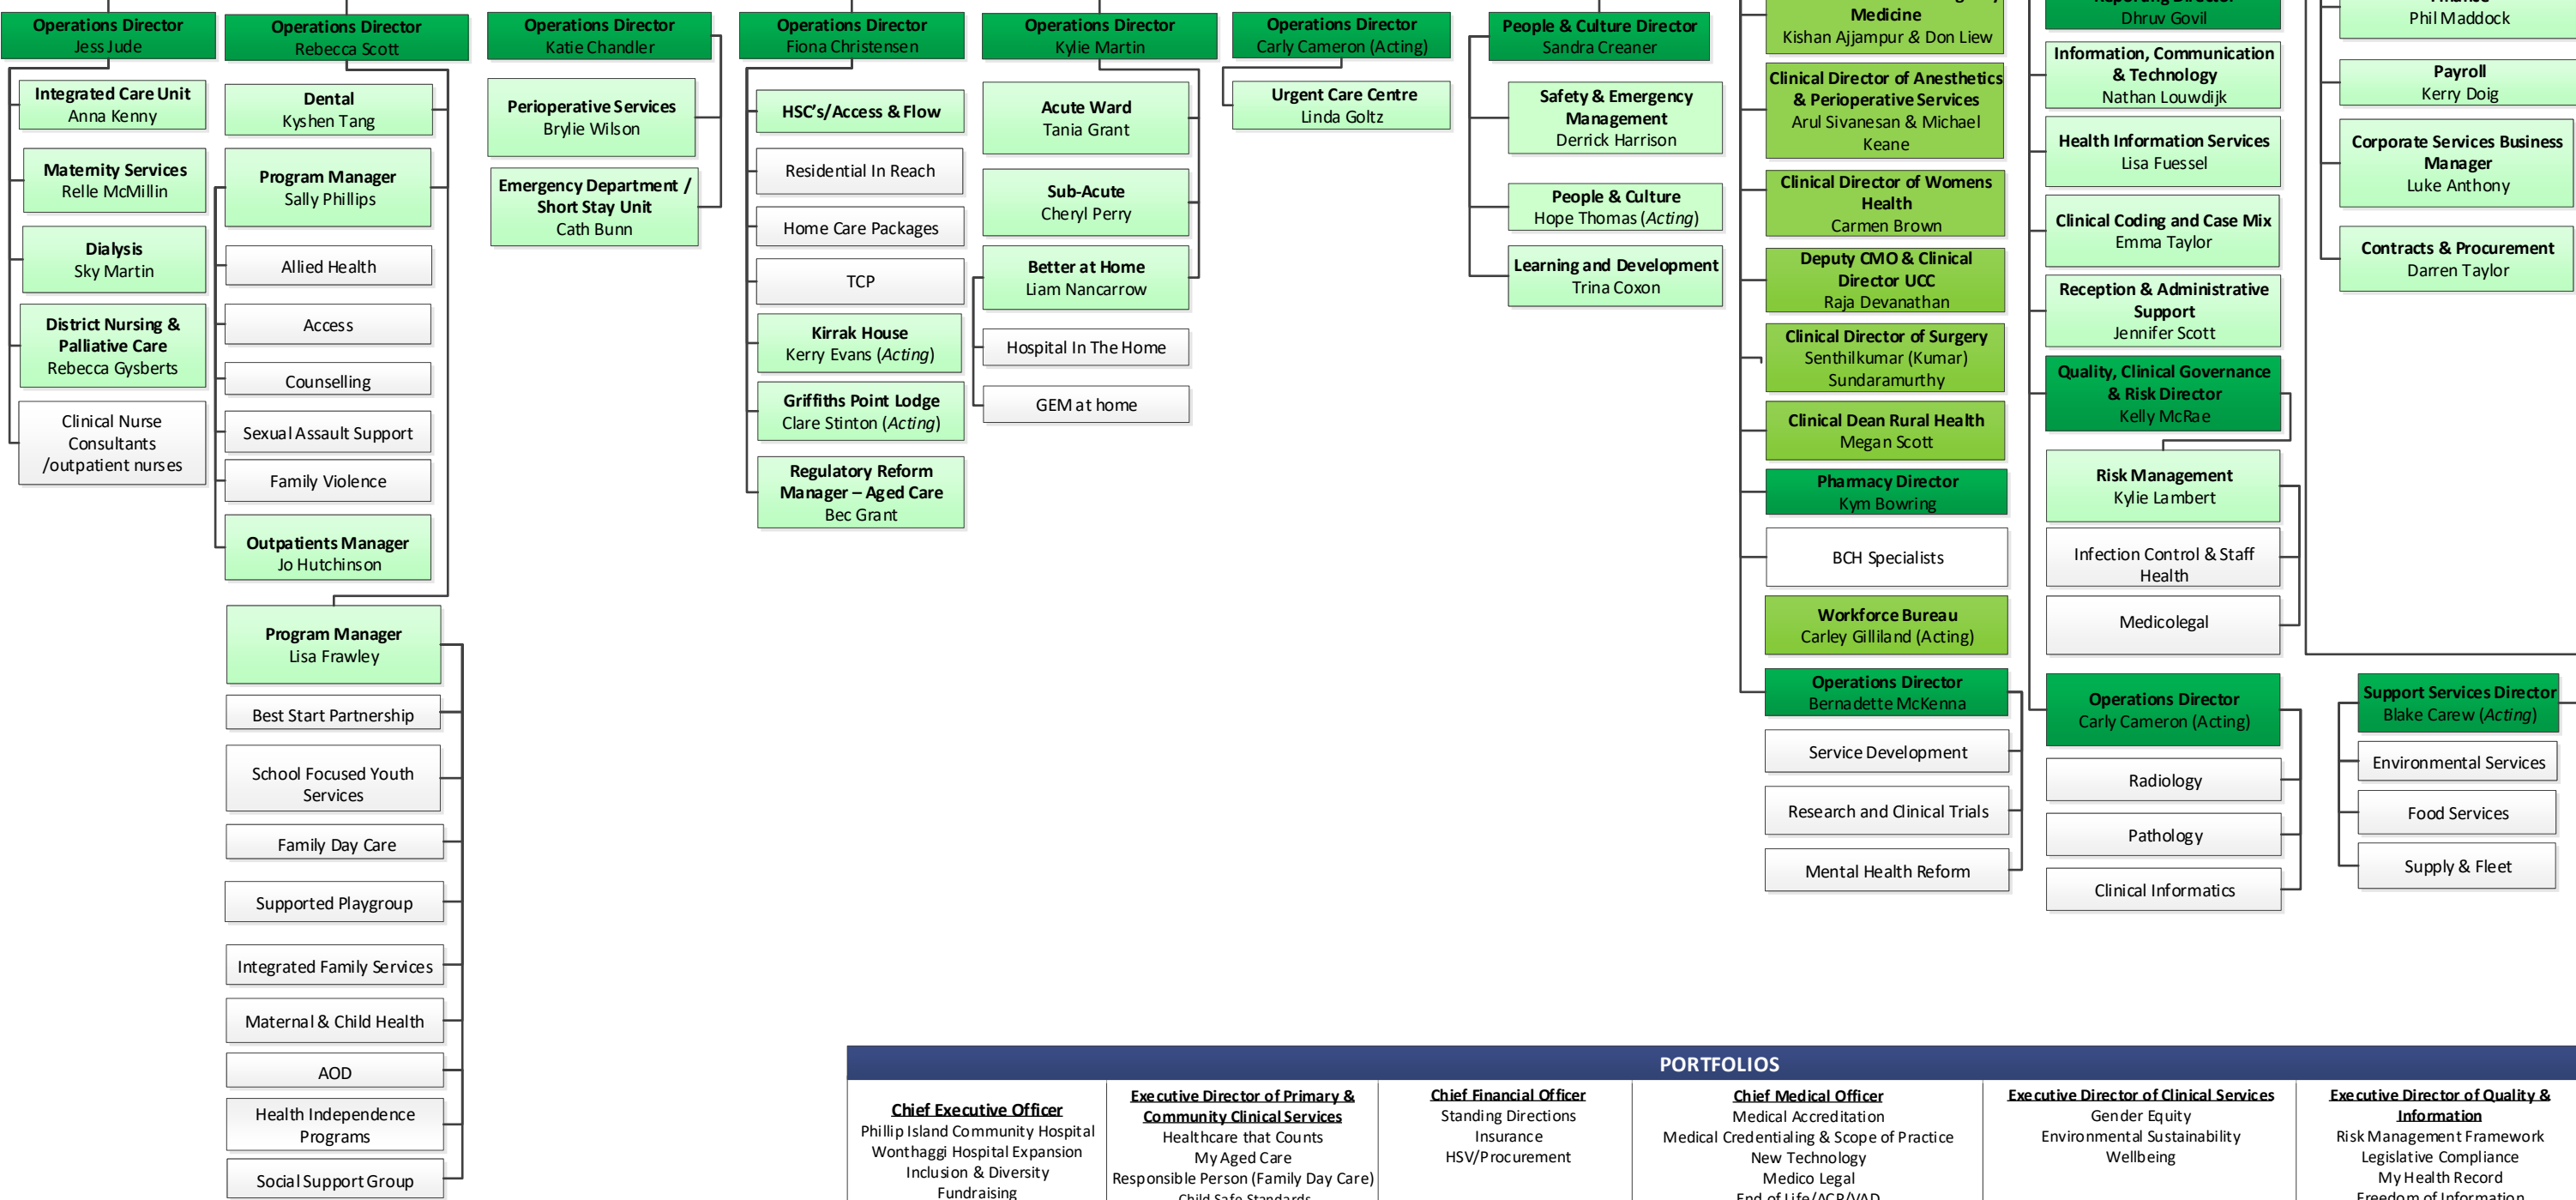 Operations Director
Jess Jude
Integrated Care Unit
Anna Kenny
Maternity Services
Relle McMillin
Dialysis
Sky Martin
District Nursing &
Palliative Care
Rebecca Gysberts
Clinical Nurse
Consultants
/outpatient nurses
Operations Director
Rebecca Scott
Dental
Kyshen Tang
Program Manager
Sally Phillips
Allied Health
Access
Counselling
Sexual Assault Support
Family Violence
Outpatients Manager
Jo Hutchinson
Program Manager
Lisa Frawley
Best Start Partnership
School Focused Youth
Services
Family Day Care
Supported Playgroup
Integrated Family Services
Maternal & Child Health
AOD
Health Independence
Programs
Social Support Group
Operations Director
Katie Chandler
Perioperative Services
Brylie Wilson
Emergency Department /
Short Stay Unit
Cath Bunn
Operations Director
Fiona Christensen
HSC's/Access & Flow
Residential In Reach
Home Care Packages
TCP
Kirrak House
Kerry Evans (Acting)
Griffiths Point Lodge
Clare Stinton (Acting)
Regulatory Reform
Manager – Aged Care
Bec Grant
Operations Director
Kylie Martin
Acute Ward
Tania Grant
Sub-Acute
Cheryl Perry
Better at Home
Liam Nancarrow
Hospital In The Home
GEM at home
Operations Director
Carly Cameron (Acting)
Urgent Care Centre
Linda Goltz
People & Culture Director
Sandra Creaner
Safety & Emergency
Management
Derrick Harrison
People & Culture
Hope Thomas (Acting)
Learning and Development
Trina Coxon
Medicine
Kishan Ajjampur & Don Liew
Clinical Director of Anesthetics
& Perioperative Services
Arul Sivanesan & Michael
Keane
Clinical Director of Womens
Health
Carmen Brown
Deputy CMO & Clinical
Director UCC
Raja Devanathan
Clinical Director of Surgery
Senthilkumar (Kumar)
Sundaramurthy
Clinical Dean Rural Health
Megan Scott
Pharmacy Director
Kym Bowring
BCH Specialists
Workforce Bureau
Carley Gilliland (Acting)
Operations Director
Bernadette McKenna
Service Development
Research and Clinical Trials
Mental Health Reform
Reporting Director
Dhruv Govil
Information, Communication
& Technology
Nathan Louwdijk
Health Information Services
Lisa Fuessel
Clinical Coding and Case Mix
Emma Taylor
Reception & Administrative
Support
Jennifer Scott
Quality, Clinical Governance
& Risk Director
Kelly McRae
Risk Management
Kylie Lambert
Infection Control & Staff
Health
Medicolegal
Operations Director
Carly Cameron (Acting)
Radiology
Pathology
Clinical Informatics
Finance
Phil Maddock
Payroll
Kerry Doig
Corporate Services Business
Manager
Luke Anthony
Contracts & Procurement
Darren Taylor
Support Services Director
Blake Carew (Acting)
Environmental Services
Food Services
Supply & Fleet
PORTFOLIOS
Chief Executive Officer
Phillip Island Community Hospital
Wonthaggi Hospital Expansion
Inclusion & Diversity
Fundraising
Executive Director of Primary &
Community Clinical Services
Healthcare that Counts
My Aged Care
Responsible Person (Family Day Care)
Child Safe Standards
Chief Financial Officer
Standing Directions
Insurance
HSV/Procurement
Chief Medical Officer
Medical Accreditation
Medical Credentialing & Scope of Practice
New Technology
Medico Legal
End of Life/ACP/VAD
Executive Director of Clinical Services
Gender Equity
Environmental Sustainability
Wellbeing
Executive Director of Quality &
Information
Risk Management Framework
Legislative Compliance
My Health Record
Freedom of Information